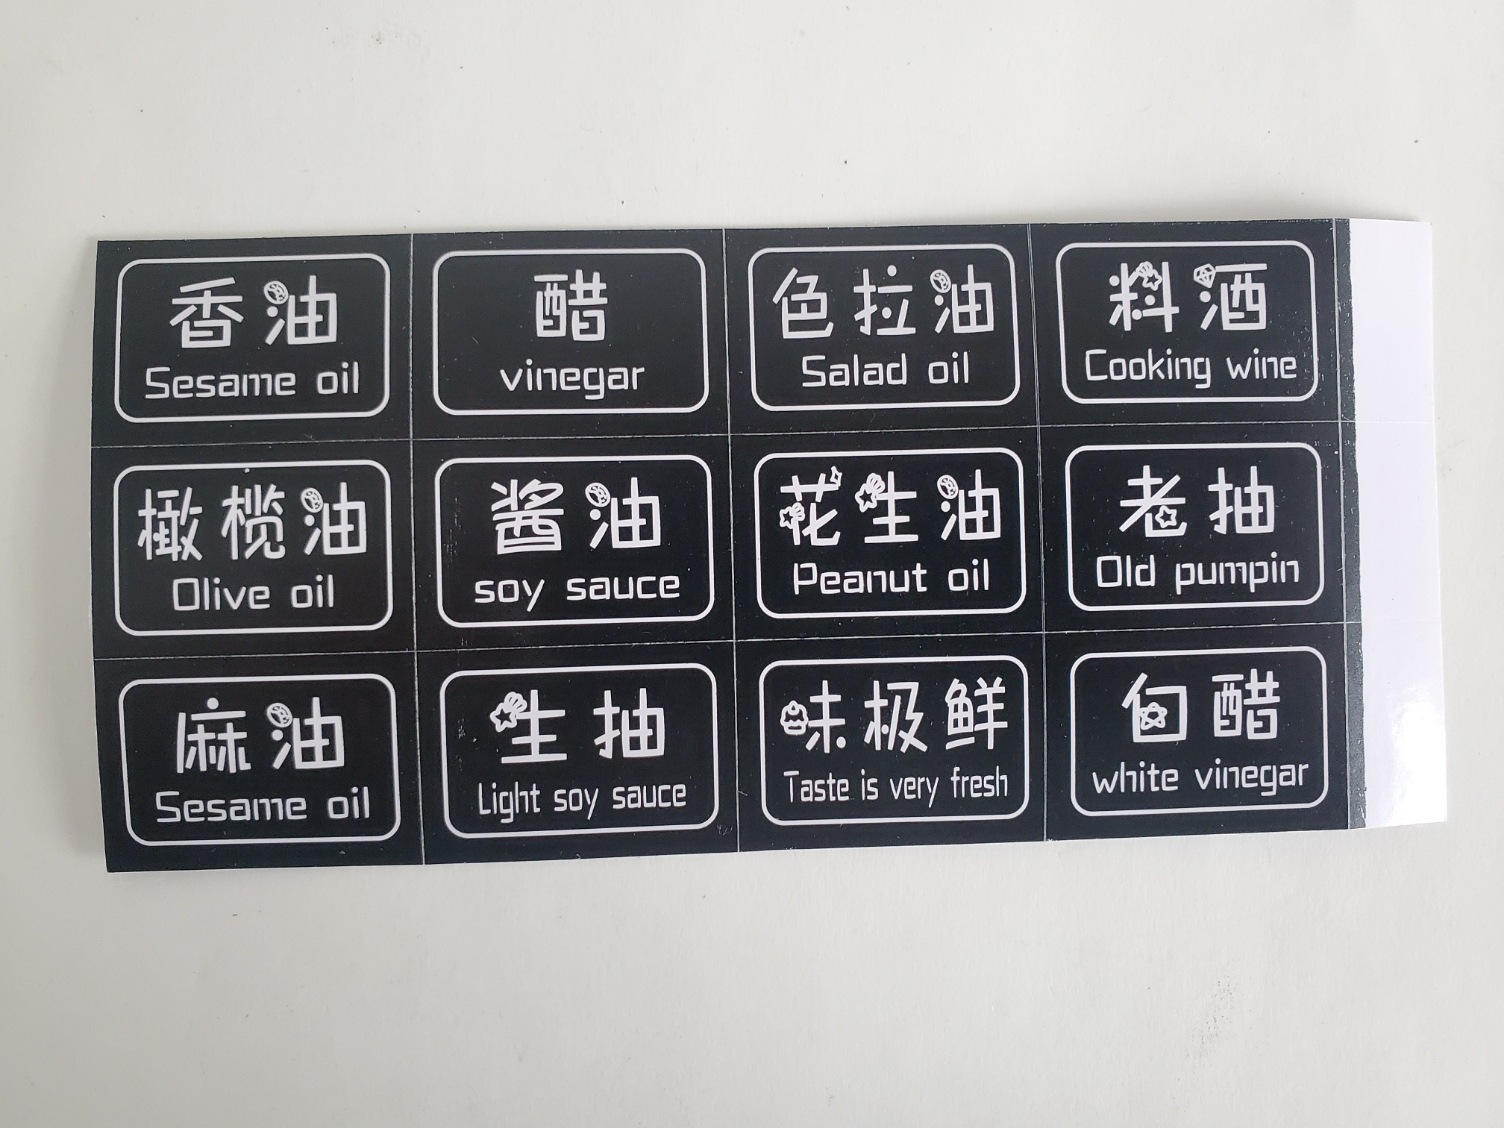 香油
Sesame oil
醋
vinegar
色拉油
Salad oil
料酒
Cooking wine
橄榄油
Olive oil
酱油
soy sauce
花生油
Peanut oil
老抽
Old pumpin
麻油
Sesame oil
生抽
Light soy sauce
味极鲜
Taste is very fresh
白醋
white vinegar